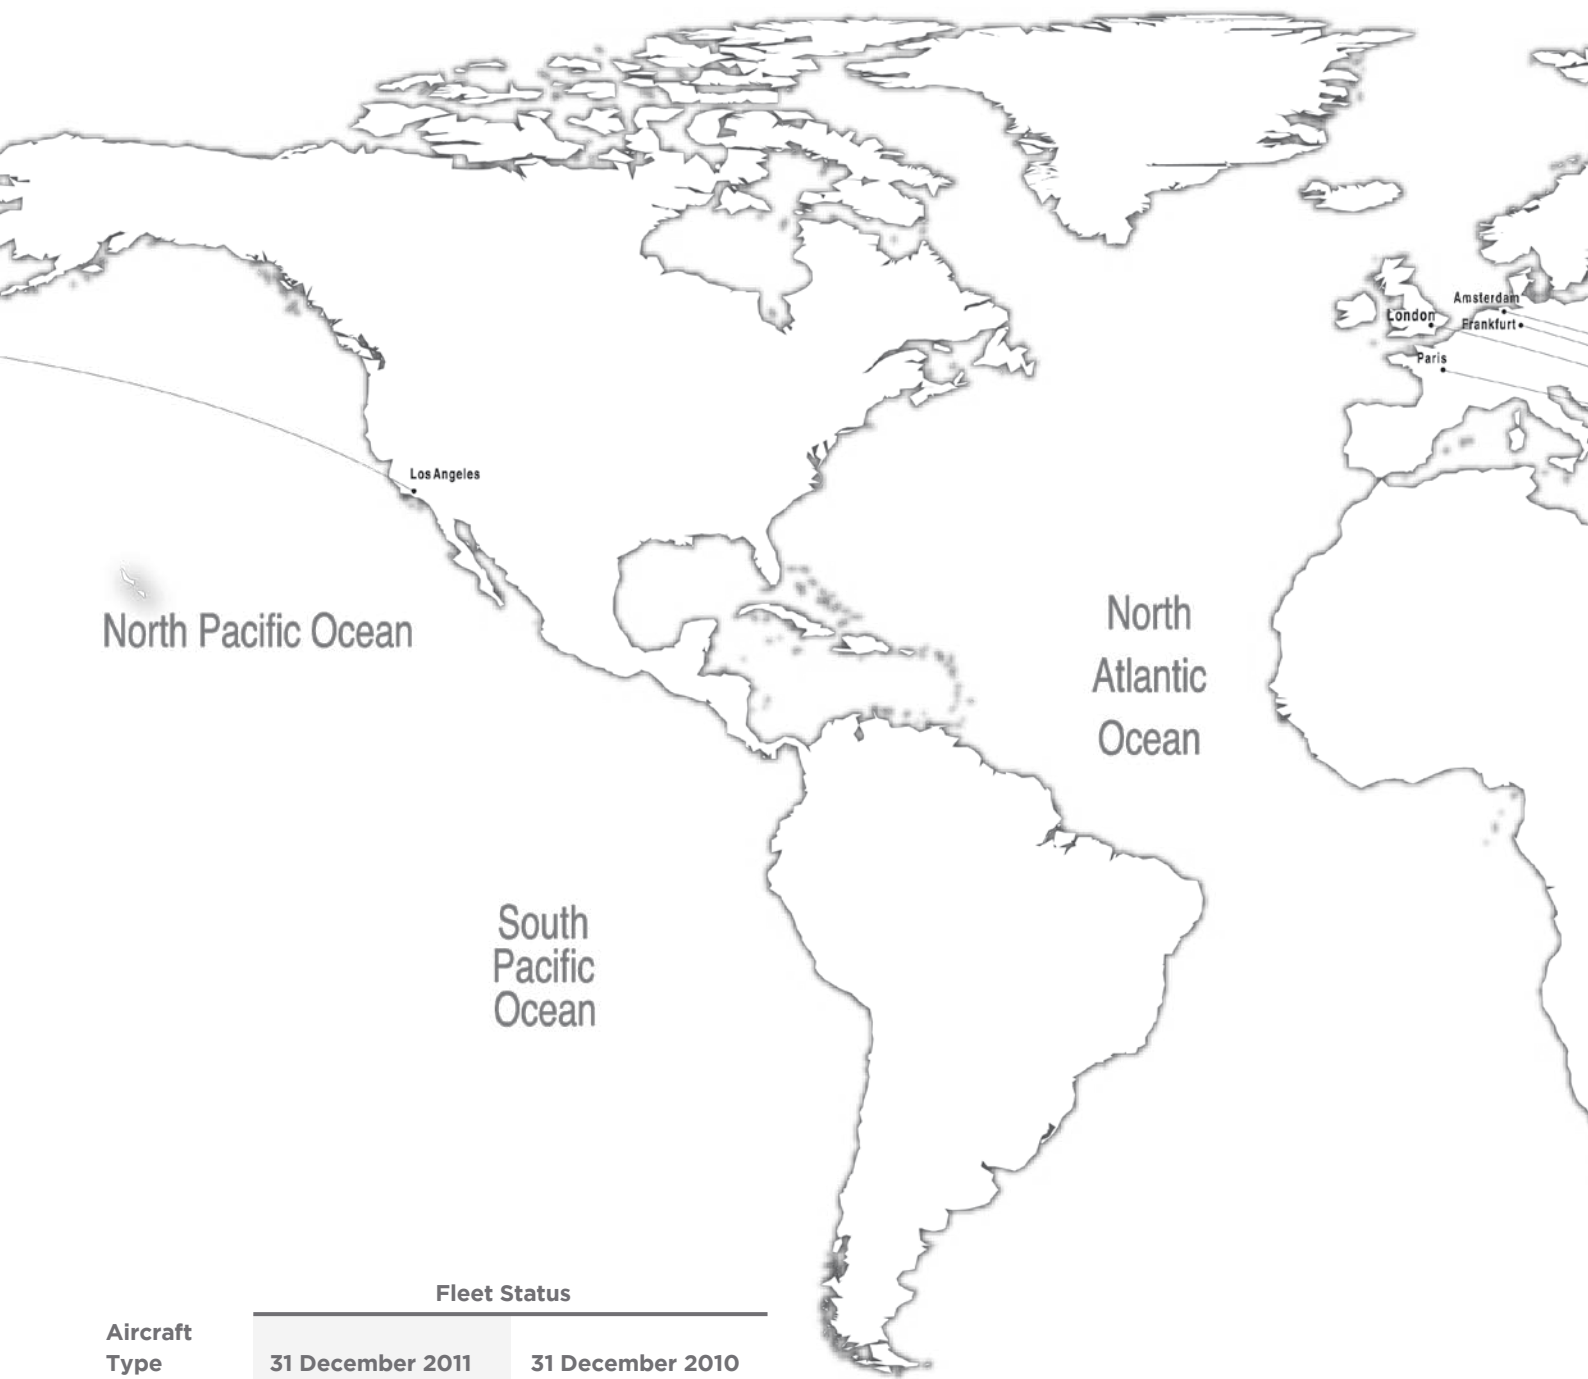 Amsterdam
London
Frankfurt
Paris
Los Angeles
North Pacific Ocean
North
Atlantic
Ocean
South
Pacific
Ocean
Fleet Status
Aircraft
Type 31 December 2011 31 December 2010